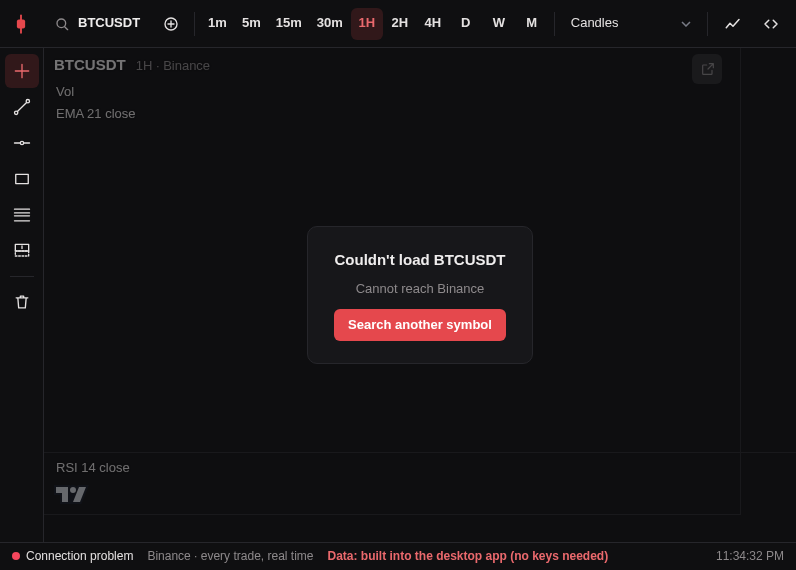 BTCUSDT 1m 5m 15m 30m 1H 2H 4H D W M Candles
BTCUSDT 1H · Binance
Vol
EMA 21 close
Couldn't load BTCUSDT
Cannot reach Binance
Search another symbol
RSI 14 close
Connection problem Binance · every trade, real time Data: built into the desktop app (no keys needed) 11:34:32 PM